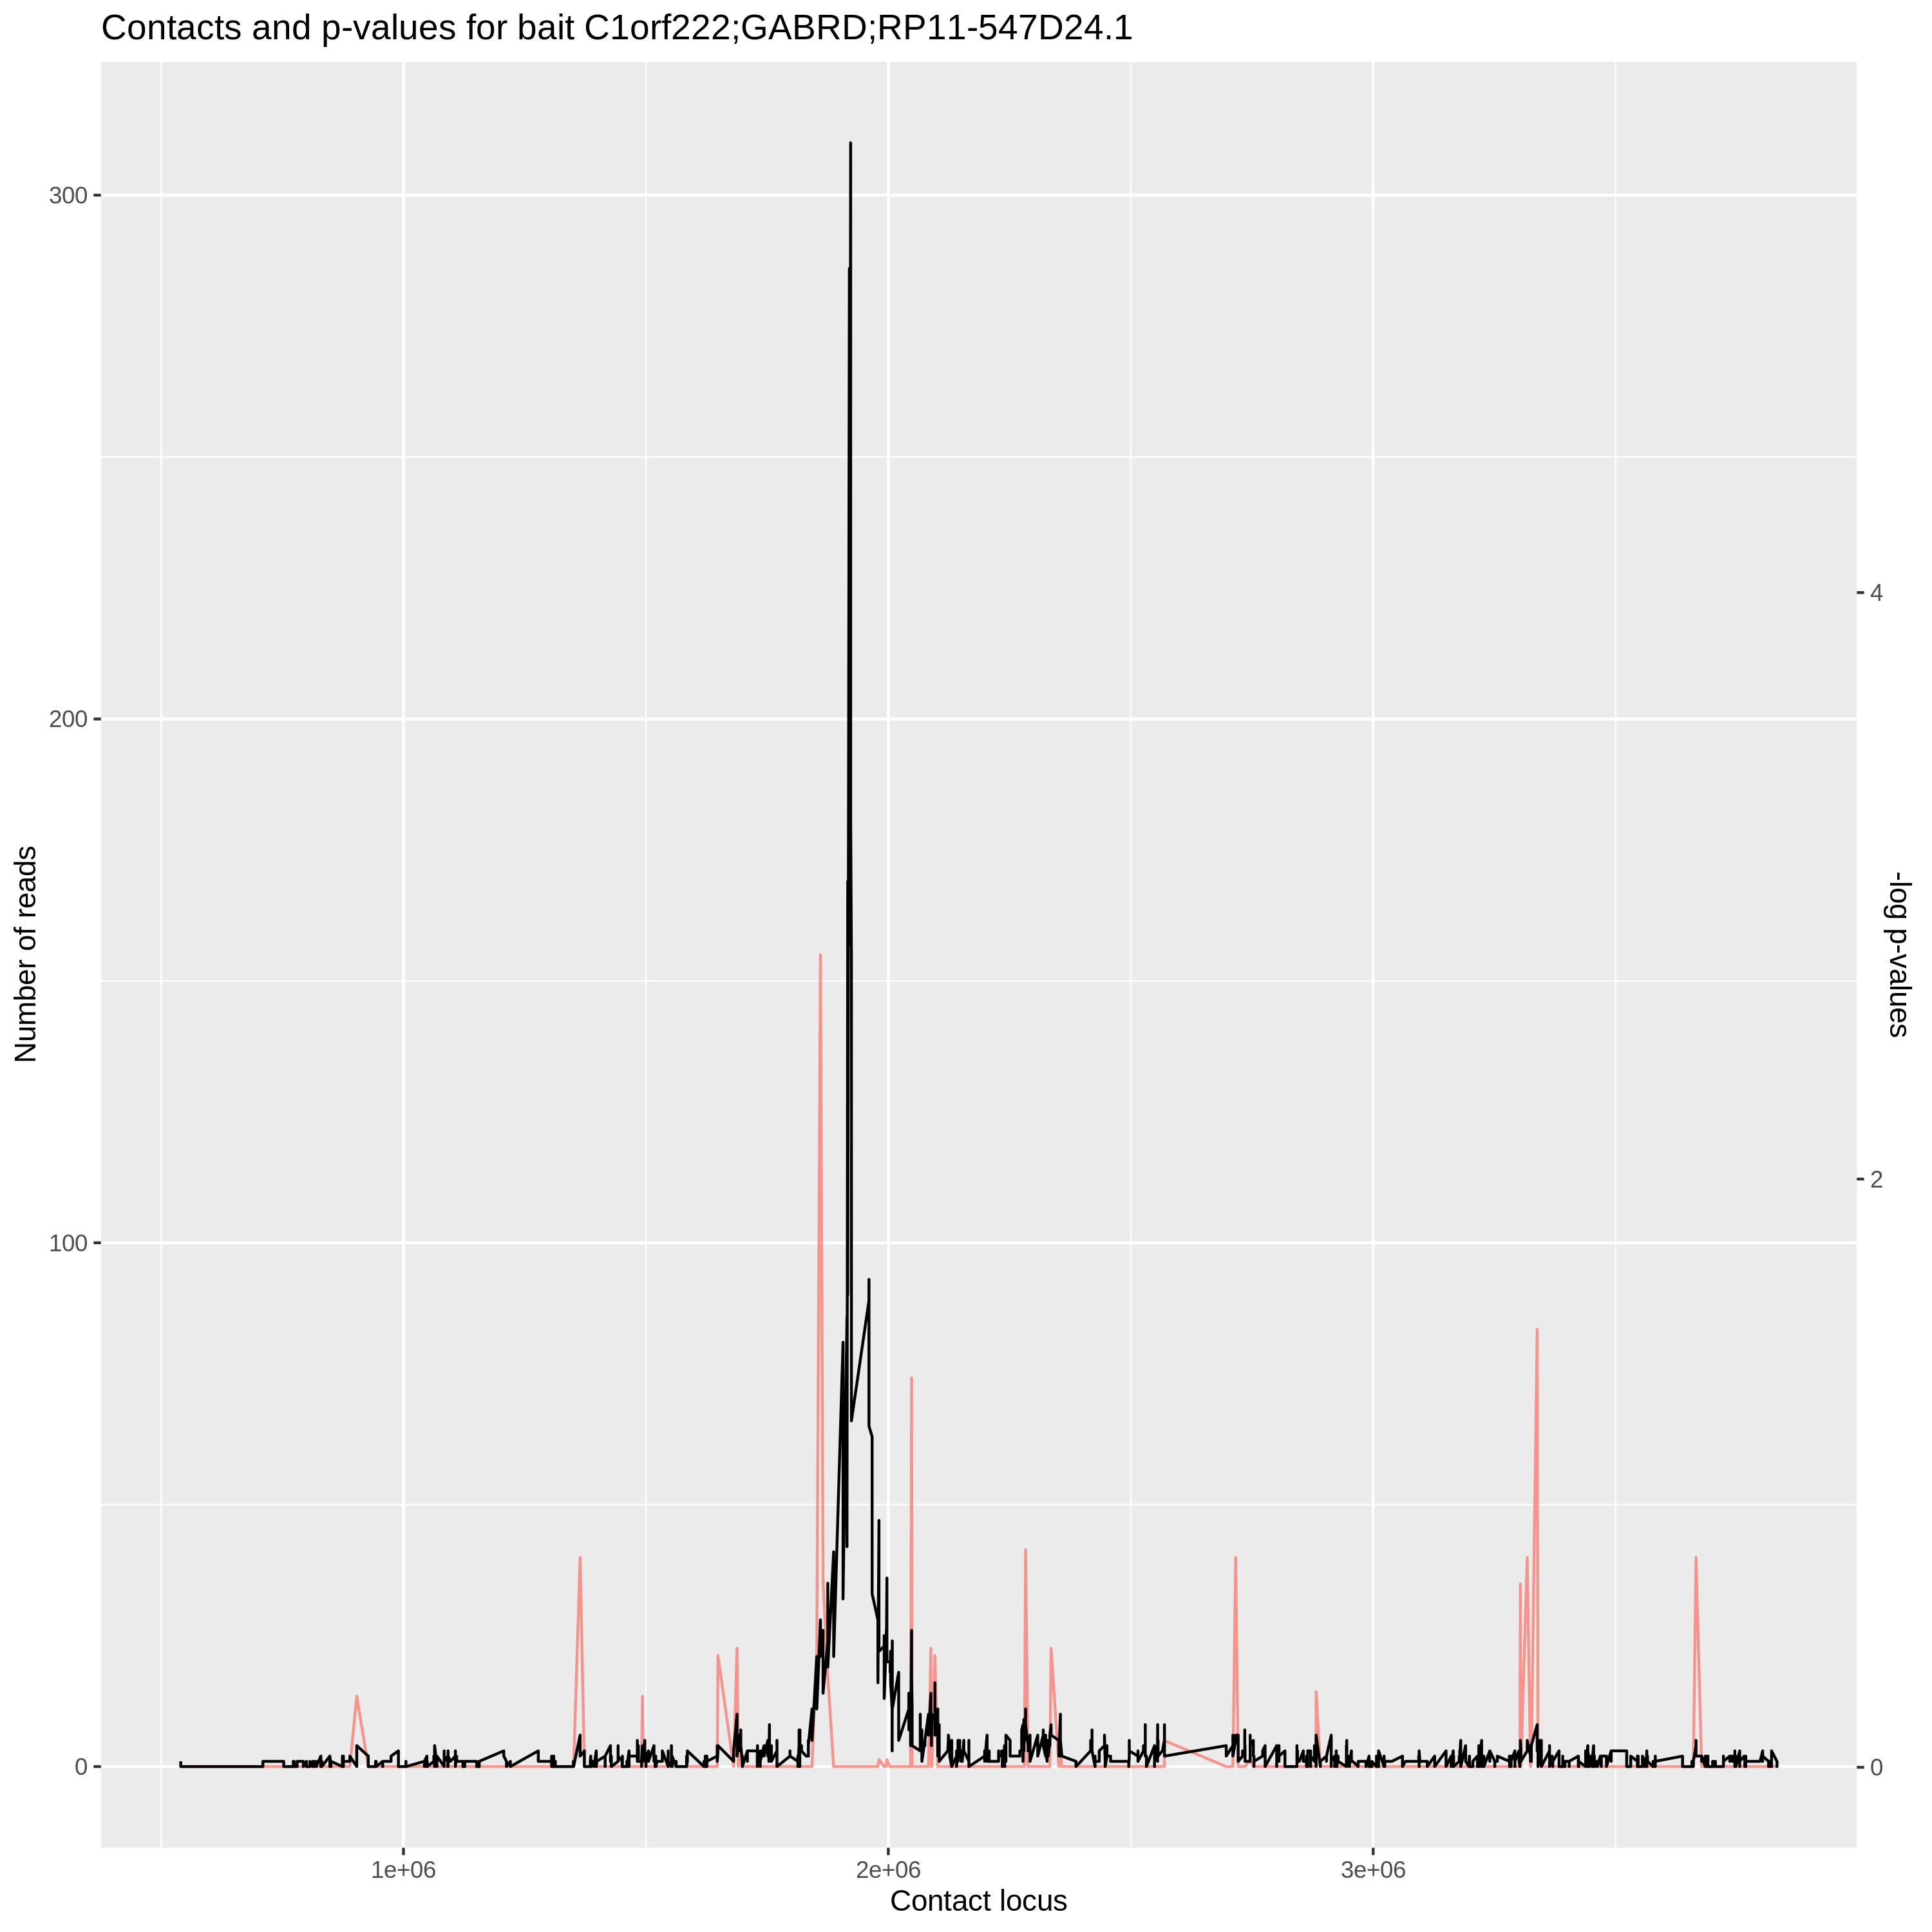 Contacts and p-values for bait C1orf222;GABRD;RP11-547D24.1
300
200
100
0
Number of reads
4
2
0
-log p-values
1e+06
2e+06
3e+06
Contact locus